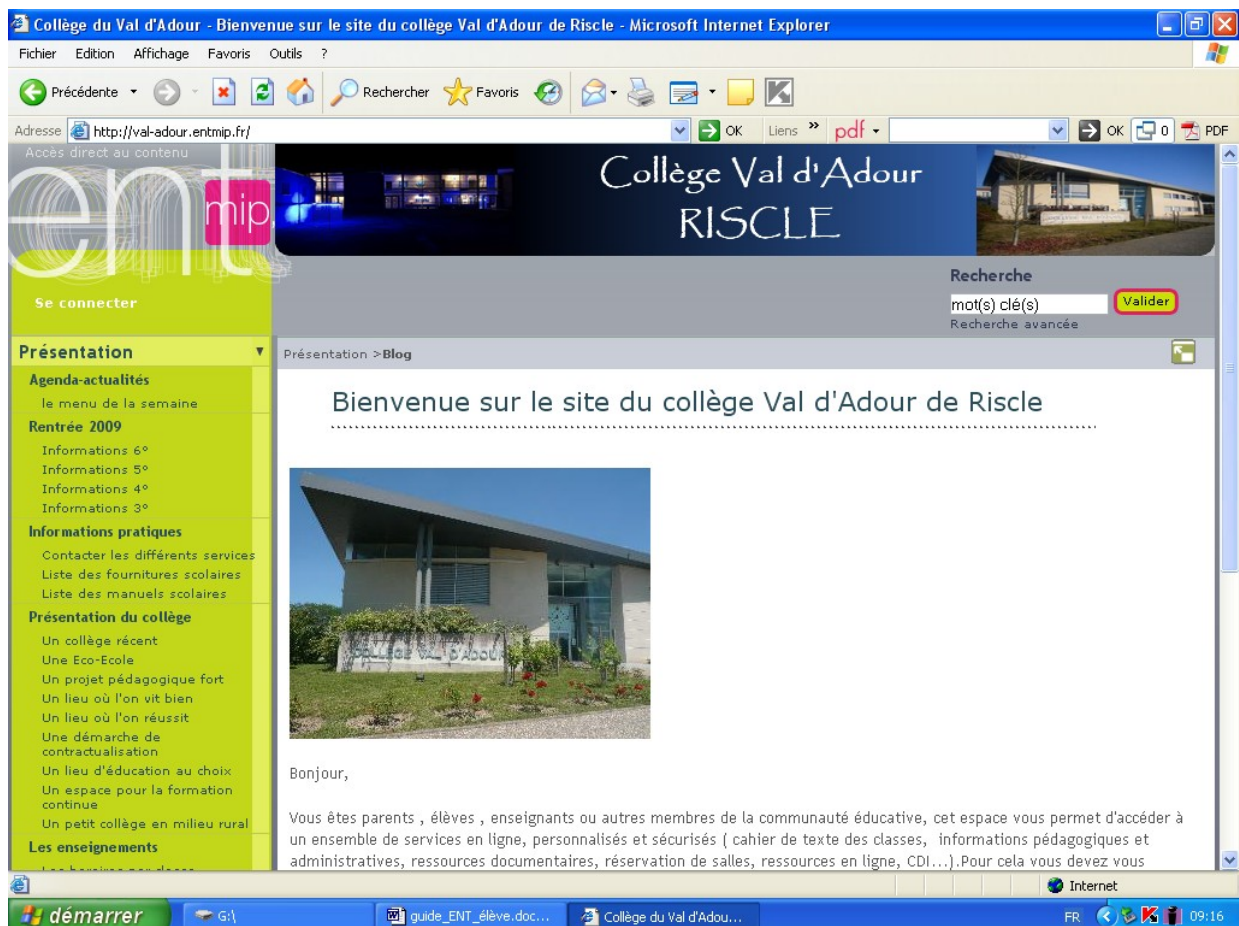 Collège du Val d'Adour - Bienvenue sur le site du collège Val d'Adour de Riscle - Microsoft Internet Explorer
Fichier Edition Affichage Favoris Outils ?
Précédente Rechercher Favoris
Adresse http://val-adour.entmip.fr/ OK Liens » pdf OK 0 PDF
Accès direct au contenu
ent mip
Collège Val d'Adour
RISCLE
Se connecter
Recherche
mot(s) clé(s) Valider
Recherche avancée
Présentation
Agenda-actualités
le menu de la semaine
Rentrée 2009
Informations 6°
Informations 5°
Informations 4°
Informations 3°
Informations pratiques
Contacter les différents services
Liste des fournitures scolaires
Liste des manuels scolaires
Présentation du collège
Un collège récent
Une Eco-Ecole
Un projet pédagogique fort
Un lieu où l'on vit bien
Un lieu où l'on réussit
Une démarche de
contractualisation
Un lieu d'éducation au choix
Un espace pour la formation
continue
Un petit collège en milieu rural
Les enseignements
Présentation >Blog
Bienvenue sur le site du collège Val d'Adour de Riscle
COLLEGE VAL D'ADOUR
Bonjour,
Vous êtes parents , élèves , enseignants ou autres membres de la communauté éducative, cet espace vous permet d'accéder à
un ensemble de services en ligne, personnalisés et sécurisés ( cahier de texte des classes, informations pédagogiques et
administratives, ressources documentaires, réservation de salles, ressources en ligne, CDI...).Pour cela vous devez vous
Internet
démarrer G:\ guide_ENT_élève.doc... Collège du Val d'Adou... FR 09:16